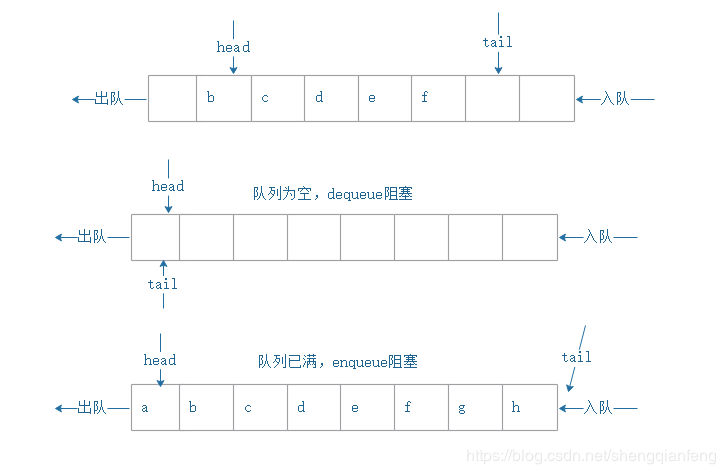 head
tail
出队 b c d e f 入队
head
队列为空，dequeue阻塞
出队 入队
tail
head
队列已满，enqueue阻塞
tail
出队 a b c d e f g h 入队
https://blog.csdn.net/shengqianfeng